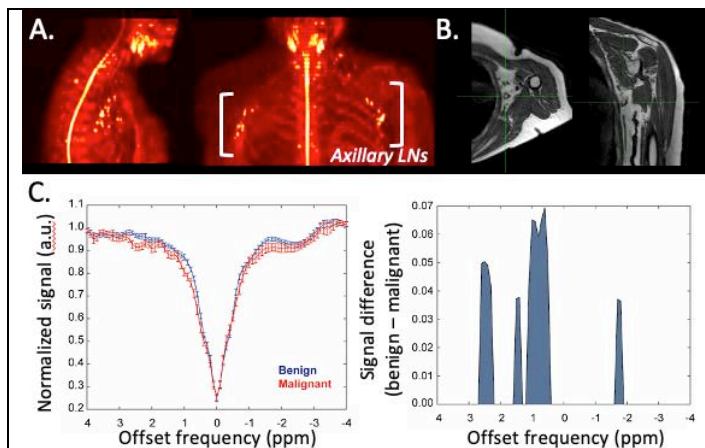 A.
B.
Axillary LNs
C.
Normalized signal (a.u.)
1.0
0.9
0.8
0.7
0.6
0.5
0.4
0.3
0.2
Benign
Malignant
4 3 2 1 0 -1 -2 -3 -4
Offset frequency (ppm)
Signal difference
(benign – malignant)
0.07
0.06
0.05
0.04
0.03
0.02
0.01
0.00
4 3 2 1 0 -1 -2 -3 -4
Offset frequency (ppm)